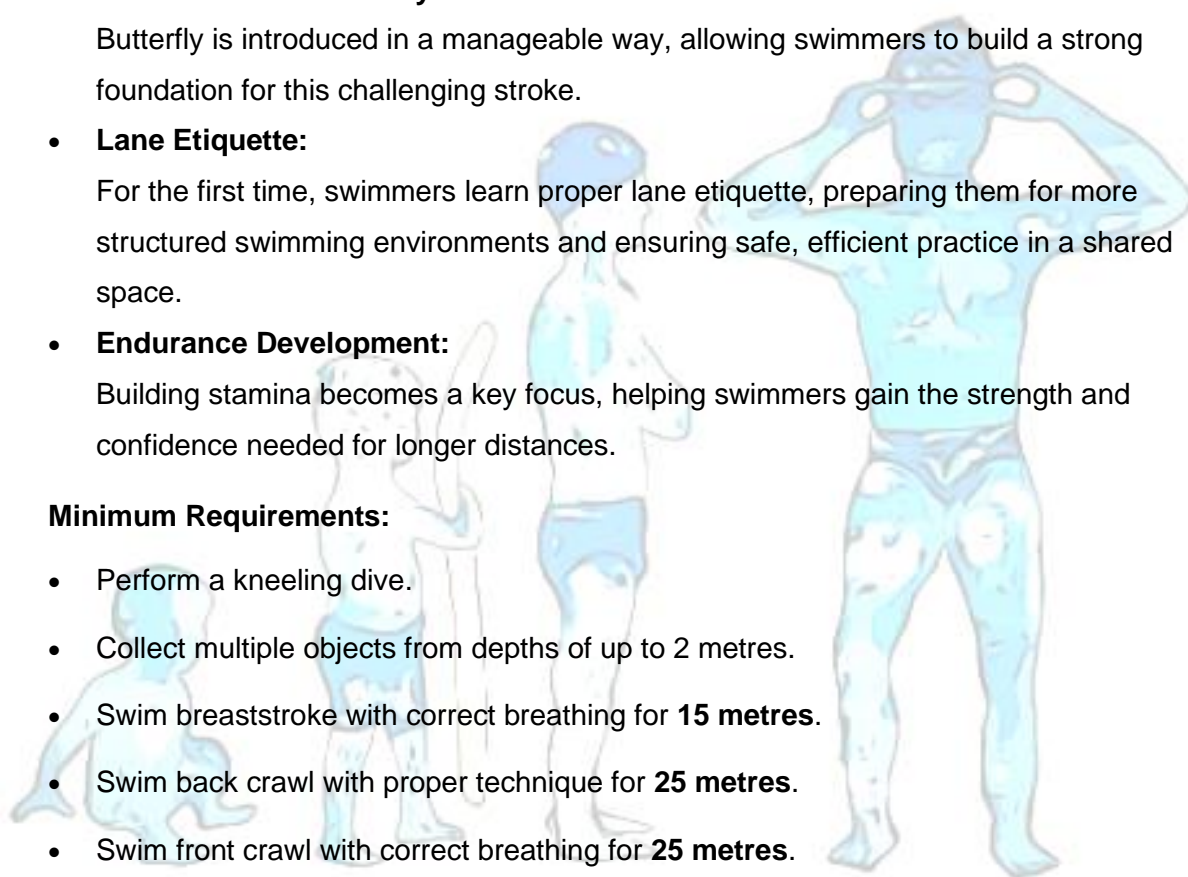 Butterfly is introduced in a manageable way, allowing swimmers to build a strong
foundation for this challenging stroke.
• Lane Etiquette:
For the first time, swimmers learn proper lane etiquette, preparing them for more
structured swimming environments and ensuring safe, efficient practice in a shared
space.
• Endurance Development:
Building stamina becomes a key focus, helping swimmers gain the strength and
confidence needed for longer distances.
Minimum Requirements:
• Perform a kneeling dive.
• Collect multiple objects from depths of up to 2 metres.
• Swim breaststroke with correct breathing for 15 metres.
• Swim back crawl with proper technique for 25 metres.
• Swim front crawl with correct breathing for 25 metres.